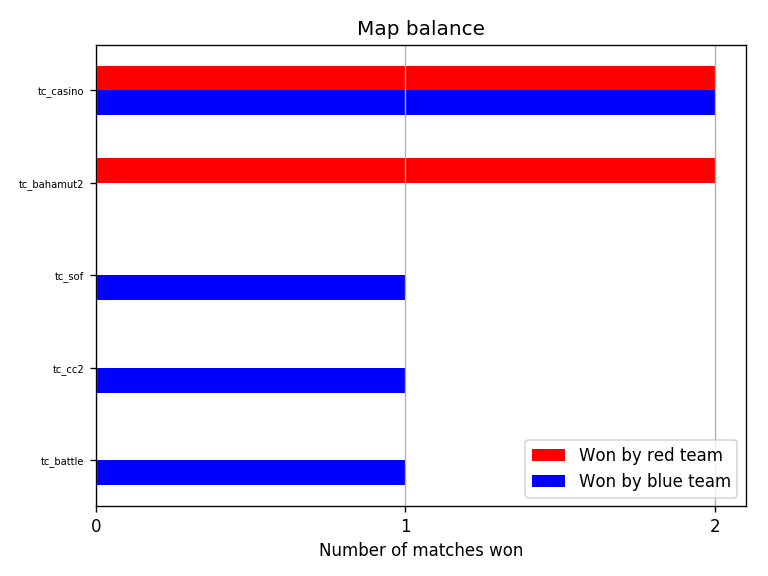 Map balance
tc_casino
tc_bahamut2
tc_sof
tc_cc2
tc_battle
Won by red team
Won by blue team
0 1 2
Number of matches won